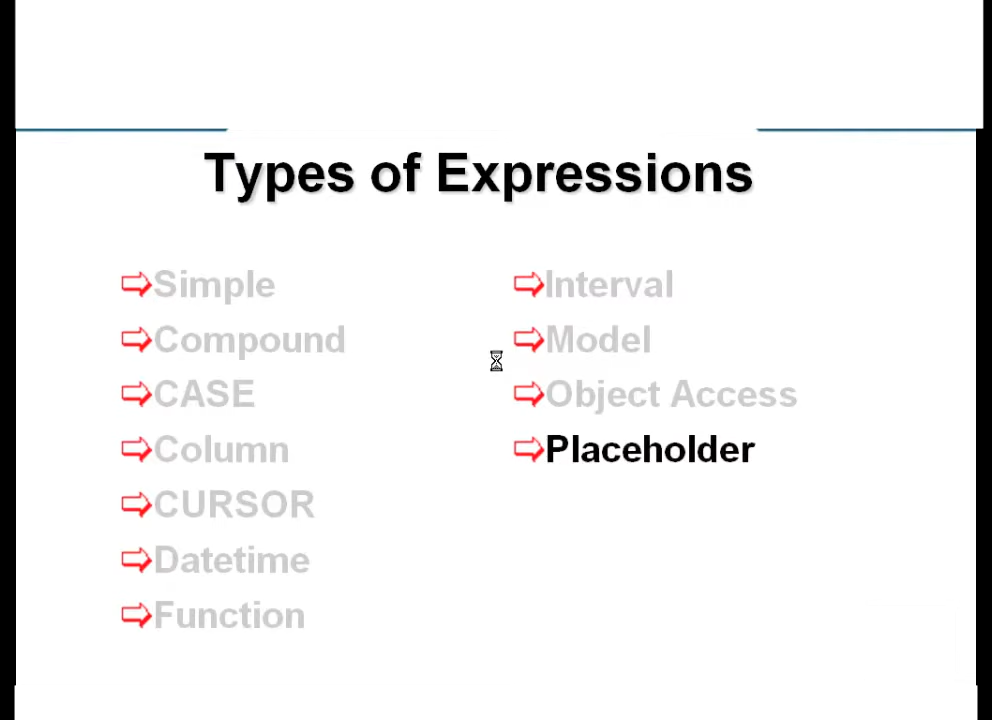 Types of Expressions
Simple
Compound
CASE
Column
CURSOR
Datetime
Function
Interval
Model
Object Access
Placeholder